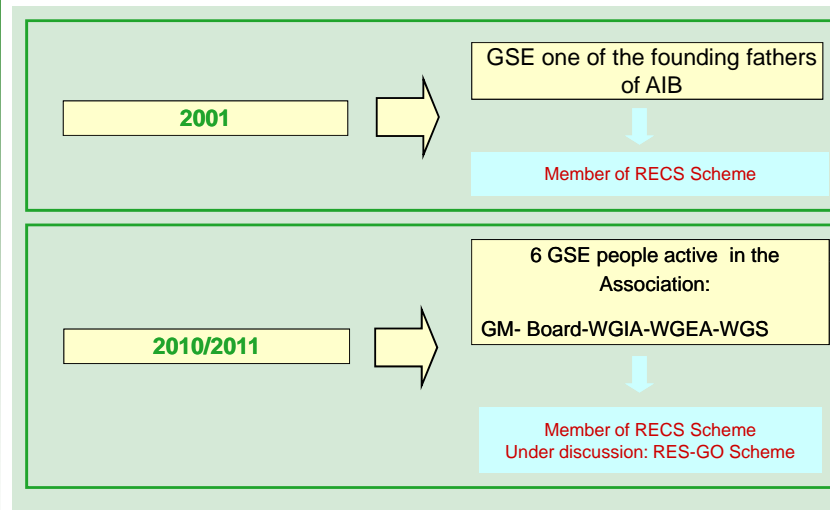 2001
GSE one of the founding fathers
of AIB
Member of RECS Scheme
2010/2011
6 GSE people active in the
Association:
GM- Board-WGIA-WGEA-WGS
Member of RECS Scheme
Under discussion: RES-GO Scheme